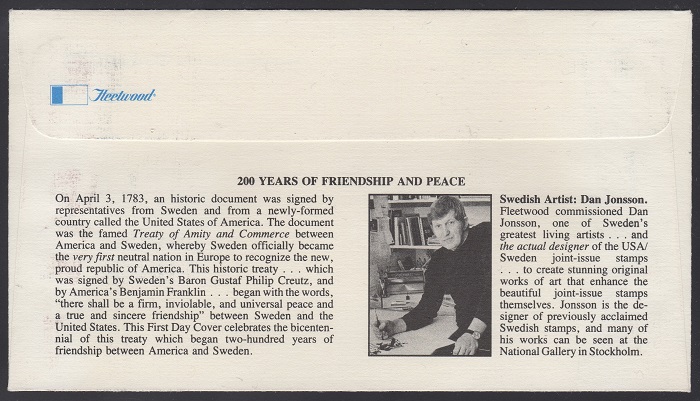 Fleetwood
200 YEARS OF FRIENDSHIP AND PEACE
On April 3, 1783, an historic document was signed by
representatives from Sweden and from a newly-formed
country called the United States of America. The document
was the famed Treaty of Amity and Commerce between
America and Sweden, whereby Sweden officially became
the very first neutral nation in Europe to recognize the new,
proud republic of America. This historic treaty . . . which
was signed by Sweden's Baron Gustaf Philip Creutz, and
by America's Benjamin Franklin . . . began with the words,
"there shall be a firm, inviolable, and universal peace and
a true and sincere friendship" between Sweden and the
United States. This First Day Cover celebrates the bicenten-
nial of this treaty which began two-hundred years of
friendship between America and Sweden.
Swedish Artist: Dan Jonsson.
Fleetwood commissioned Dan
Jonsson, one of Sweden's
greatest living artists . . . and
the actual designer of the USA/
Sweden joint-issue stamps
. . . to create stunning original
works of art that enhance the
beautiful joint-issue stamps
themselves. Jonsson is the de-
signer of previously acclaimed
Swedish stamps, and many of
his works can be seen at the
National Gallery in Stockholm.